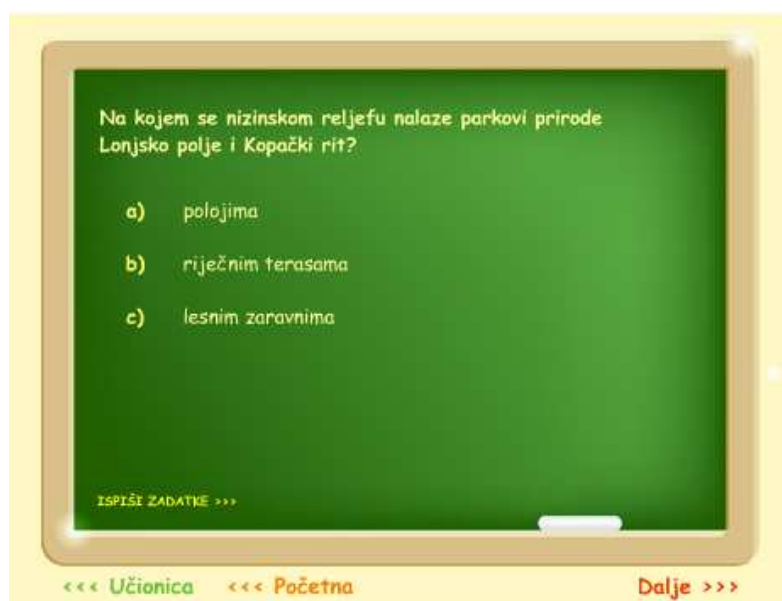 Na kojem se nizinskom reljefu nalaze parkovi prirode
Lonjsko polje i Kopački rit?
a) polojima
b) riječnim terasama
c) lesnim zaravnima
ISPIŠI ZADATKE >>>
<<< Učionica <<< Početna Dalje >>>